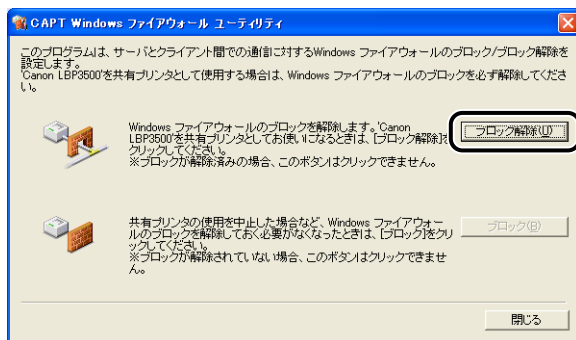 CAPT Windows ファイアウォール ユーティリティ
このプログラムは、サーバとクライアント間での通信に対するWindows ファイアウォールのブロック/ブロック解除を
設定します。
'Canon LBP3500'を共有プリンタとして使用する場合は、Windows ファイアウォールのブロックを必ず解除してくださ
い。
Windows ファイアウォールのブロックを解除します。'Canon
LBP3500'を共有プリンタとしてお使いになるときは、[ブロック解除]を
クリックしてください。
※ブロックが解除済みの場合、このボタンはクリックできません。
ブロック解除(U)
共有プリンタの使用を中止した場合など、Windows ファイアウォー
ルのブロックを解除しておく必要がなくなったときは、[ブロック]をクリ
ックしてください。
※ブロックが解除されていない場合、このボタンはクリックできませ
ん。
ブロック(B)
閉じる